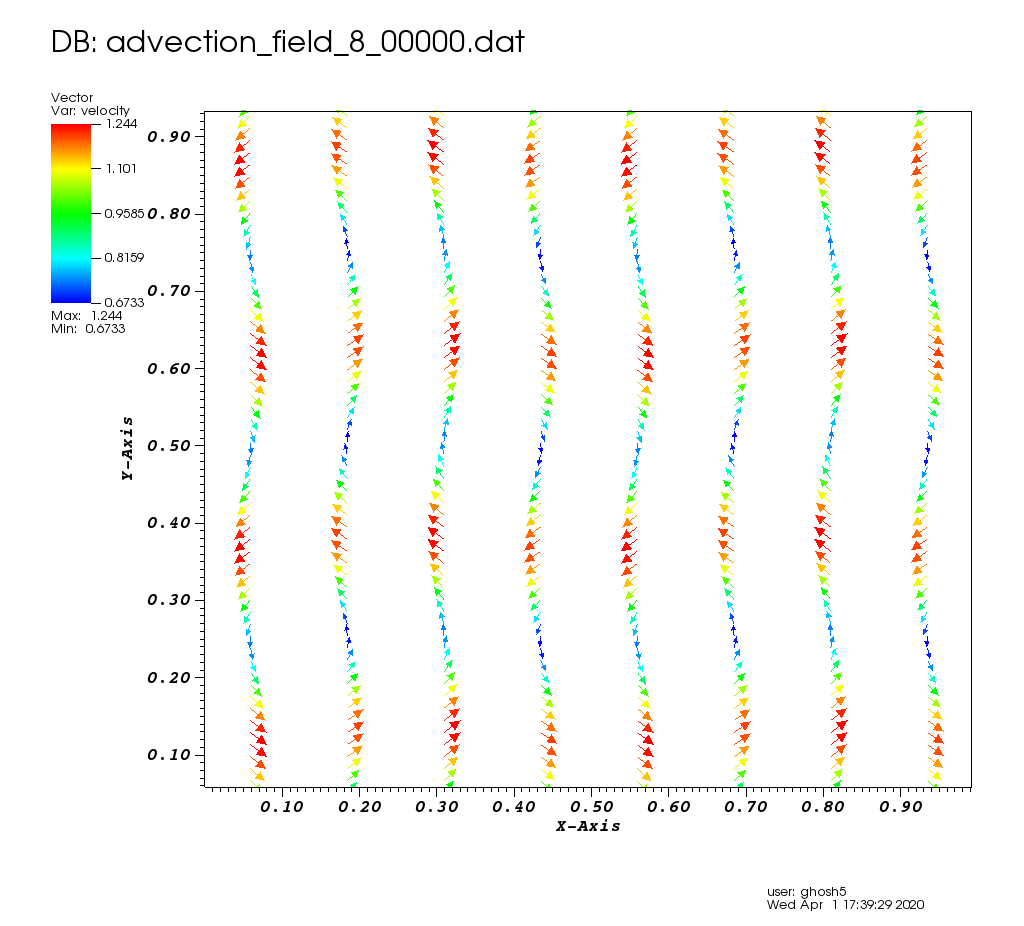 DB: advection_field_8_00000.dat
Vector
Var: velocity
1.244
1.101
0.9585
0.8159
0.6733
Max: 1.244
Min: 0.6733
0.90
0.80
0.70
0.60
0.50
0.40
0.30
0.20
0.10
Y-Axis
0.10 0.20 0.30 0.40 0.50 0.60 0.70 0.80 0.90
X-Axis
user: ghosh5
Wed Apr 1 17:39:29 2020